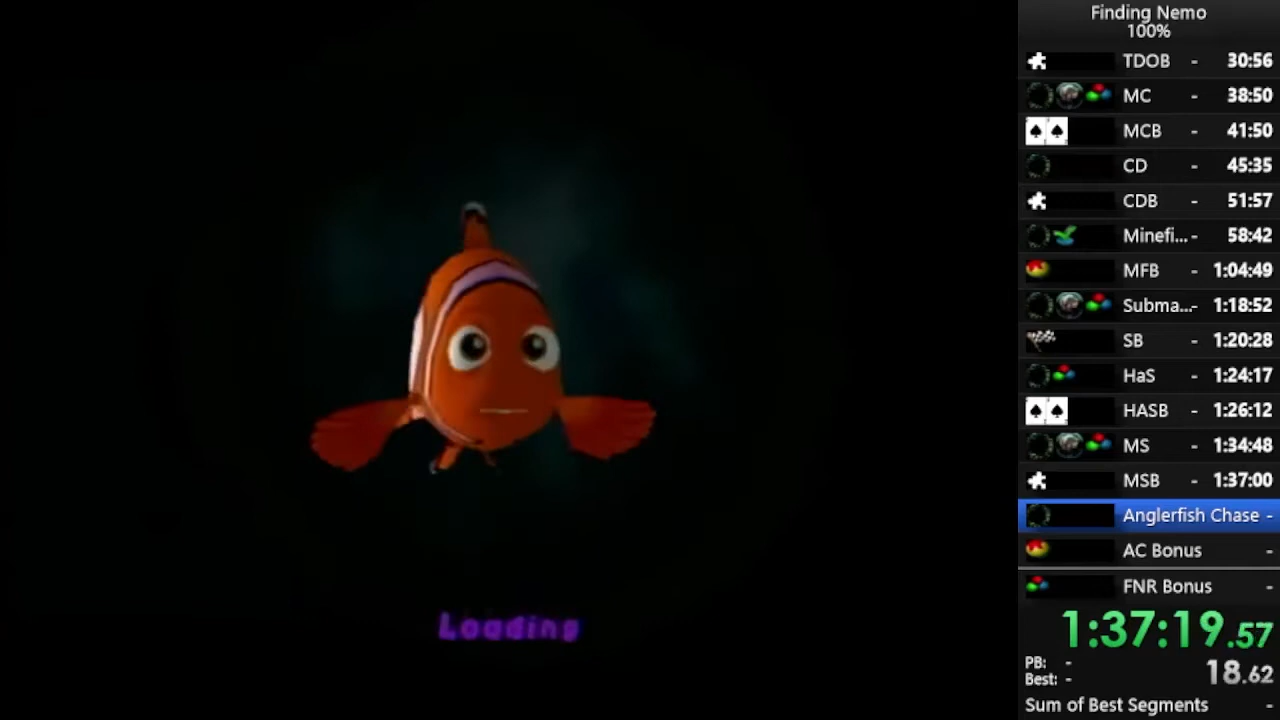 Finding Nemo
100%
TDOB - 30:56
MC - 38:50
MCB - 41:50
CD - 45:35
CDB - 51:57
Minefi... - 58:42
MFB - 1:04:49
Subma... - 1:18:52
SB - 1:20:28
HaS - 1:24:17
HASB - 1:26:12
MS - 1:34:48
MSB - 1:37:00
Anglerfish Chase -
AC Bonus -
FNR Bonus -
Loading
1:37:19.57
PB: -
Best: -
18.62
Sum of Best Segments -